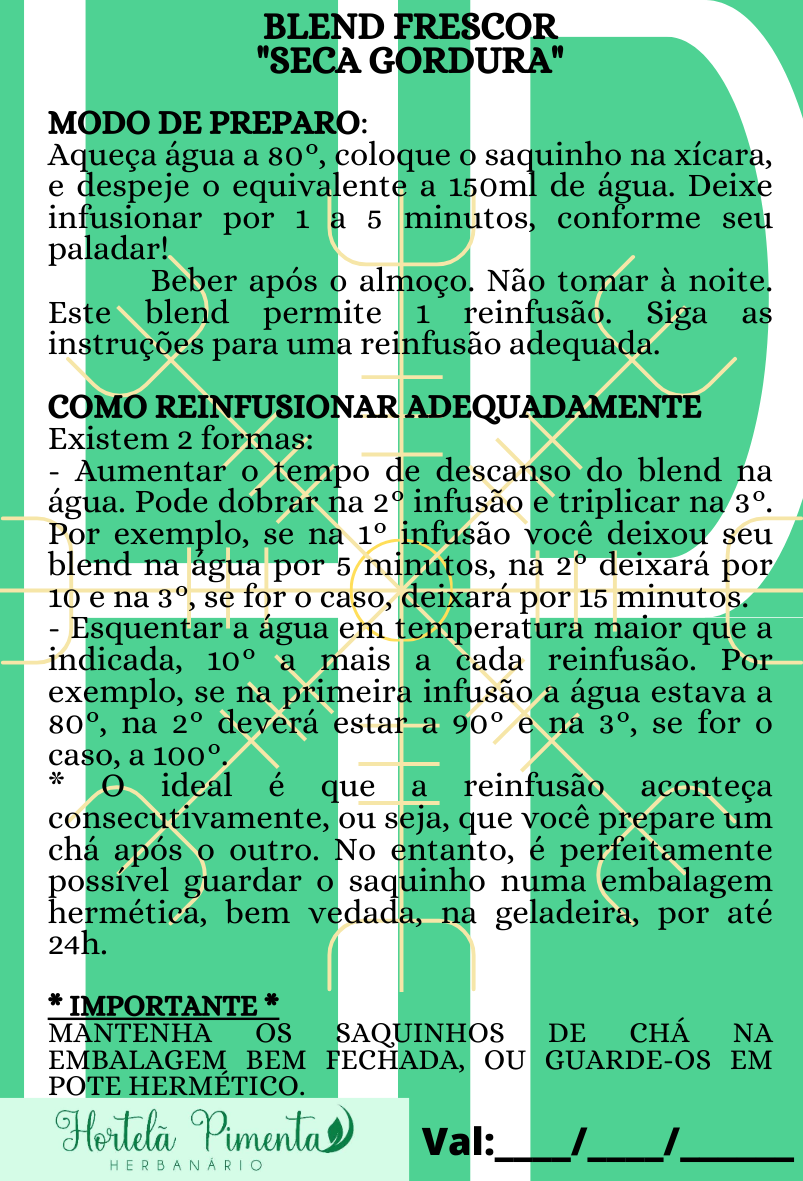 BLEND FRESCOR
"SECA GORDURA"
MODO DE PREPARO:
Aqueça água a 80°, coloque o saquinho na xícara,
e despeje o equivalente a 150ml de água. Deixe
infusionar por 1 a 5 minutos, conforme seu
paladar!
Beber após o almoço. Não tomar à noite.
Este blend permite 1 reinfusão. Siga as
instruções para uma reinfusão adequada.
COMO REINFUSIONAR ADEQUADAMENTE
Existem 2 formas:
- Aumentar o tempo de descanso do blend na
água. Pode dobrar na 2° infusão e triplicar na 3°.
Por exemplo, se na 1° infusão você deixou seu
blend na água por 5 minutos, na 2° deixará por
10 e na 3°, se for o caso, deixará por 15 minutos.
- Esquentar a água em temperatura maior que a
indicada, 10° a mais a cada reinfusão. Por
exemplo, se na primeira infusão a água estava a
80°, na 2° deverá estar a 90° e na 3°, se for o
caso, a 100°.
* O ideal é que a reinfusão aconteça
consecutivamente, ou seja, que você prepare um
chá após o outro. No entanto, é perfeitamente
possível guardar o saquinho numa embalagem
hermética, bem vedada, na geladeira, por até
24h.
* IMPORTANTE *
MANTENHA OS SAQUINHOS DE CHÁ NA
EMBALAGEM BEM FECHADA, OU GUARDE-OS EM
POTE HERMÉTICO.
Hortelã Pimenta
HERBANÁRIO
Val:____/____/______